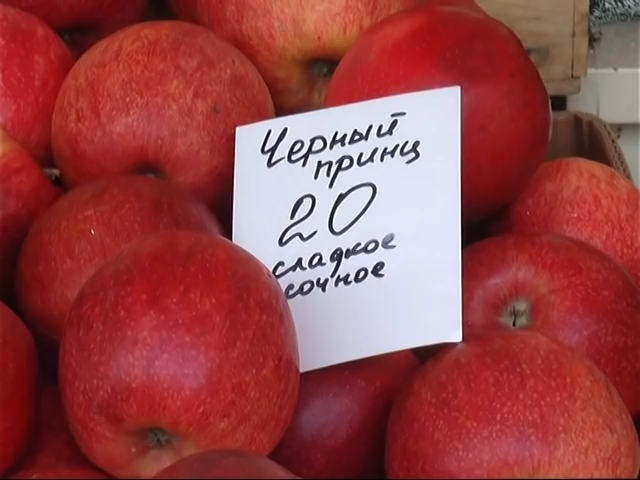 Черный
принц
20
сладкое
сочное